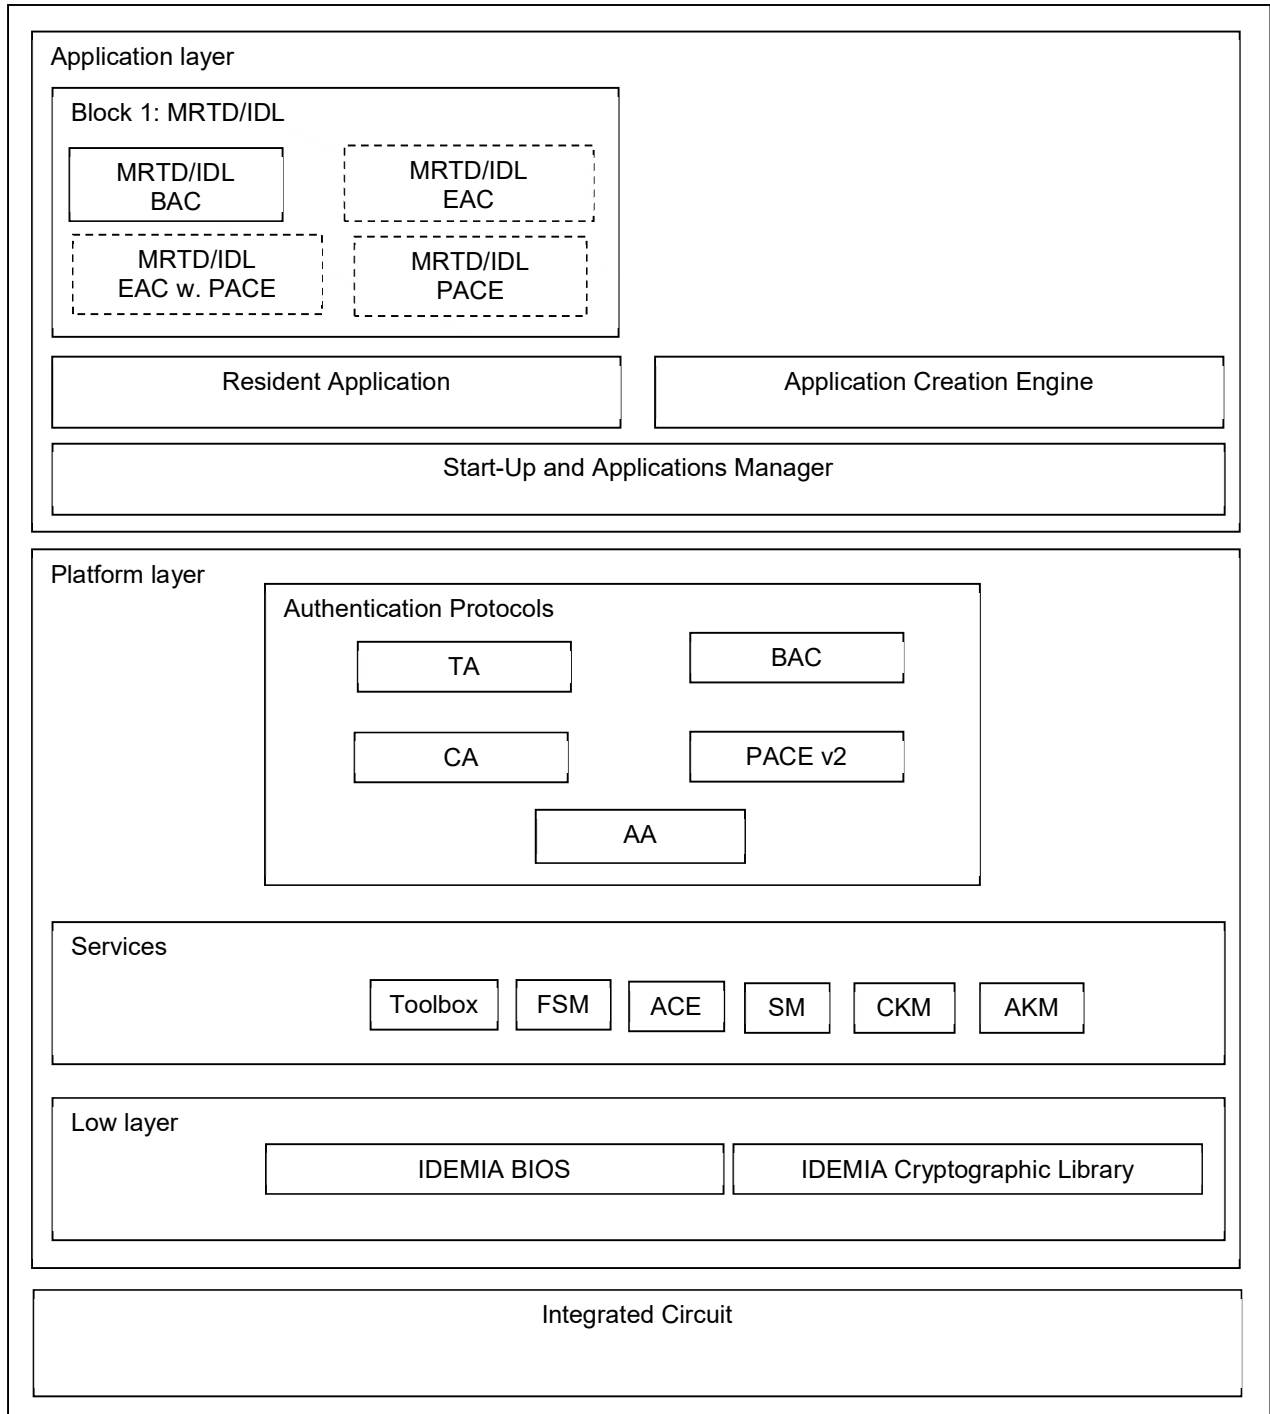 Application layer
Block 1: MRTD/IDL
MRTD/IDL
BAC
MRTD/IDL
EAC
MRTD/IDL
EAC w. PACE
MRTD/IDL
PACE
Resident Application
Application Creation Engine
Start-Up and Applications Manager
Platform layer
Authentication Protocols
TA
BAC
CA
PACE v2
AA
Services
Toolbox
FSM
ACE
SM
CKM
AKM
Low layer
IDEMIA BIOS
IDEMIA Cryptographic Library
Integrated Circuit